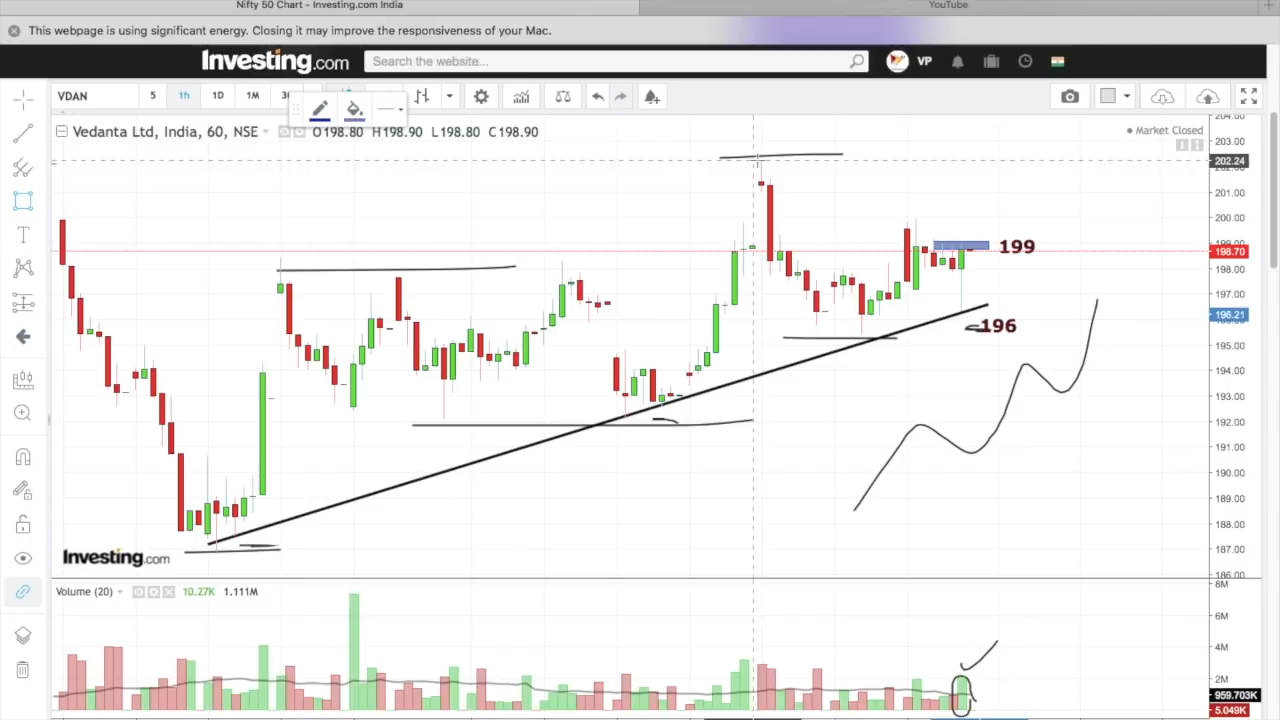 Nifty 50 Chart - Investing.com India
YouTube
This webpage is using significant energy. Closing it may improve the responsiveness of your Mac.
Investing.com
Search the website...
VP
VDAN
5
1h
1D
1M
Vedanta Ltd, India, 60, NSE
O198.80 H198.90 L198.80 C198.90
Market Closed
204.00
203.00
202.24
201.00
200.00
199
198.70
198.00
197.00
196.21
196
195.00
194.00
193.00
192.00
191.00
190.00
189.00
188.00
187.00
186.00
Investing.com
Volume (20)
10.27K
1.111M
8M
6M
4M
2M
959.703K
5.049K